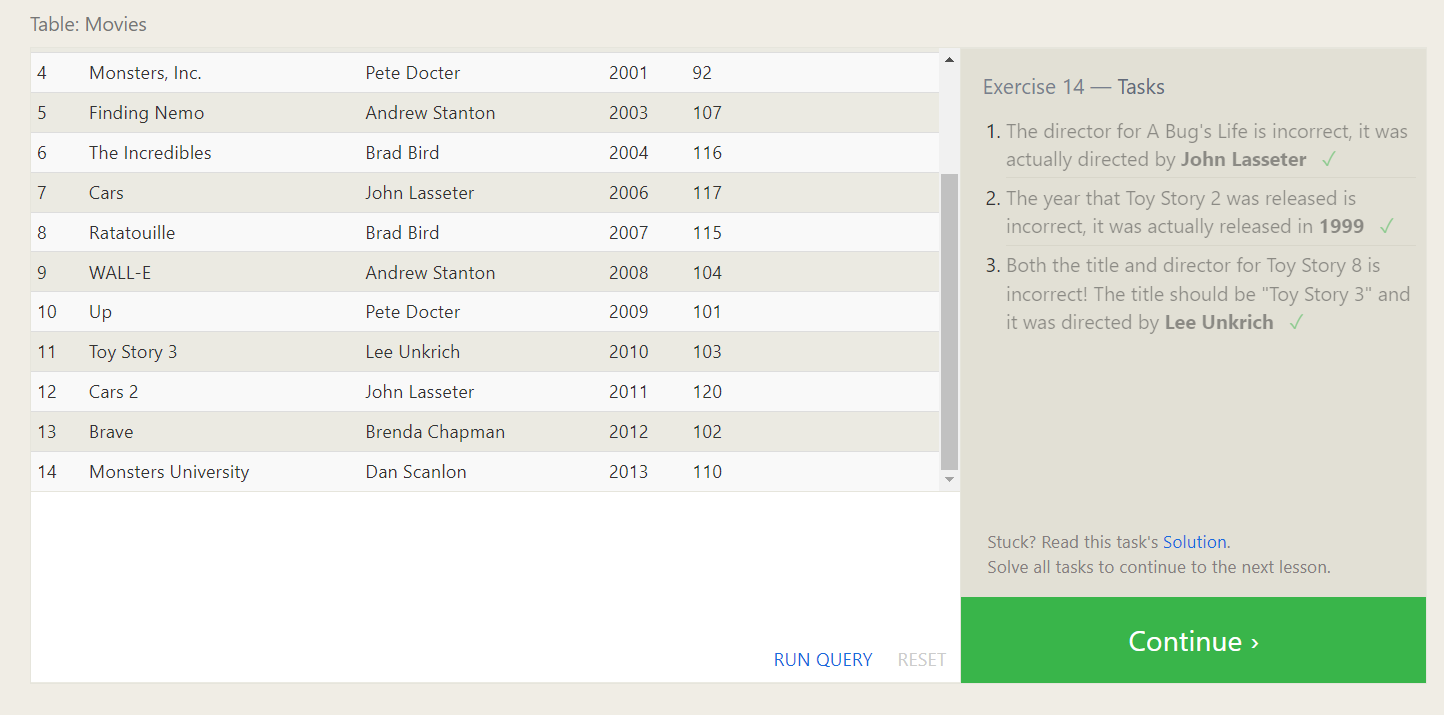 Table: Movies
4 Monsters, Inc. Pete Docter 2001 92
5 Finding Nemo Andrew Stanton 2003 107
6 The Incredibles Brad Bird 2004 116
7 Cars John Lasseter 2006 117
8 Ratatouille Brad Bird 2007 115
9 WALL-E Andrew Stanton 2008 104
10 Up Pete Docter 2009 101
11 Toy Story 3 Lee Unkrich 2010 103
12 Cars 2 John Lasseter 2011 120
13 Brave Brenda Chapman 2012 102
14 Monsters University Dan Scanlon 2013 110
RUN QUERY RESET
Exercise 14 — Tasks
1. The director for A Bug's Life is incorrect, it was
actually directed by John Lasseter ✓
2. The year that Toy Story 2 was released is
incorrect, it was actually released in 1999 ✓
3. Both the title and director for Toy Story 8 is
incorrect! The title should be "Toy Story 3" and
it was directed by Lee Unkrich ✓
Stuck? Read this task's Solution.
Solve all tasks to continue to the next lesson.
Continue ›